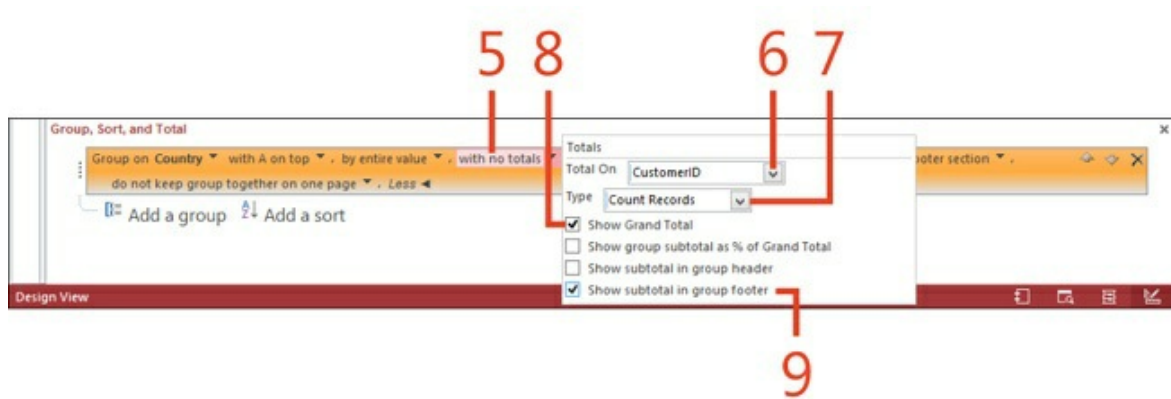 5 8 6 7
Group, Sort, and Total
Group on Country with A on top , by entire value , with no totals
oter section ,
do not keep group together on one page , Less
Add a group Add a sort
Totals
Total On CustomerID
Type Count Records
Show Grand Total
Show group subtotal as % of Grand Total
Show subtotal in group header
Show subtotal in group footer
Design View
9